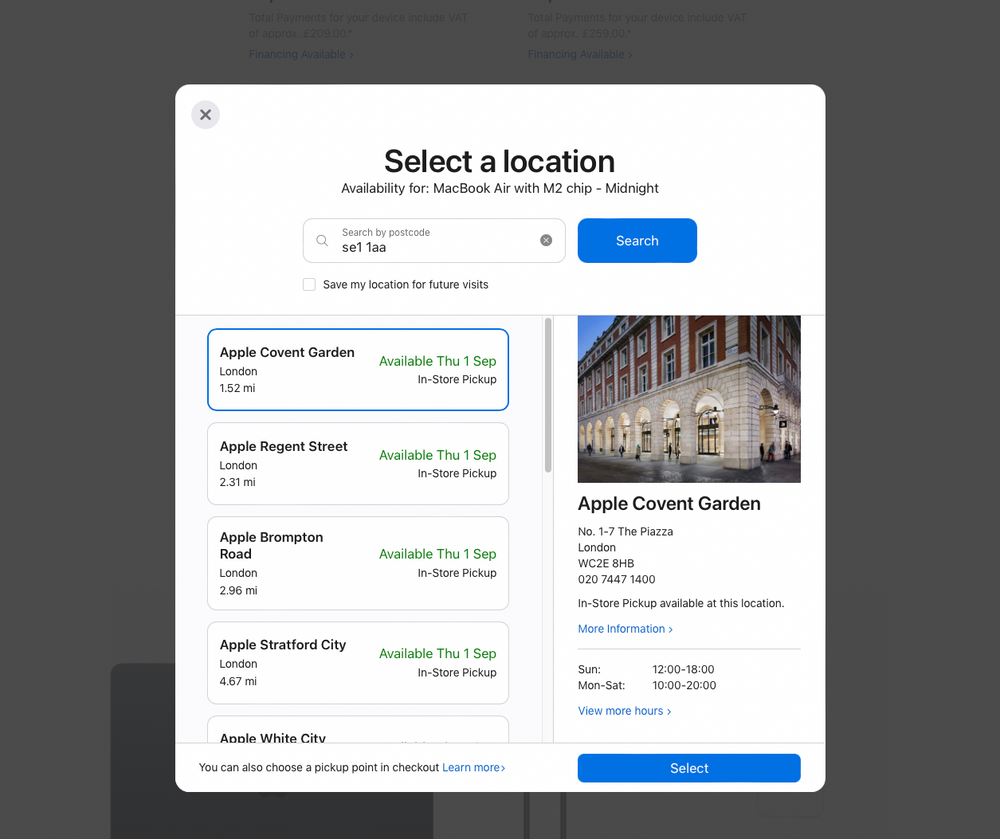 Total Payments for your device include VAT
of approx. £209.00.*
Financing Available >
Total Payments for your device include VAT
of approx. £269.00.*
Financing Available >
Select a location
Availability for: MacBook Air with M2 chip - Midnight
Search by postcode
se1 1aa
Search
Save my location for future visits
Apple Covent Garden
London
1.52 mi
Available Thu 1 Sep
In-Store Pickup
Apple Regent Street
London
2.31 mi
Available Thu 1 Sep
In-Store Pickup
Apple Brompton
Road
London
2.96 mi
Available Thu 1 Sep
In-Store Pickup
Apple Stratford City
London
4.67 mi
Available Thu 1 Sep
In-Store Pickup
Apple White City
Apple Covent Garden
No. 1-7 The Piazza
London
WC2E 8HB
020 7447 1400
In-Store Pickup available at this location.
More Information >
Sun: 12:00-18:00
Mon-Sat: 10:00-20:00
View more hours >
You can also choose a pickup point in checkout Learn more>
Select